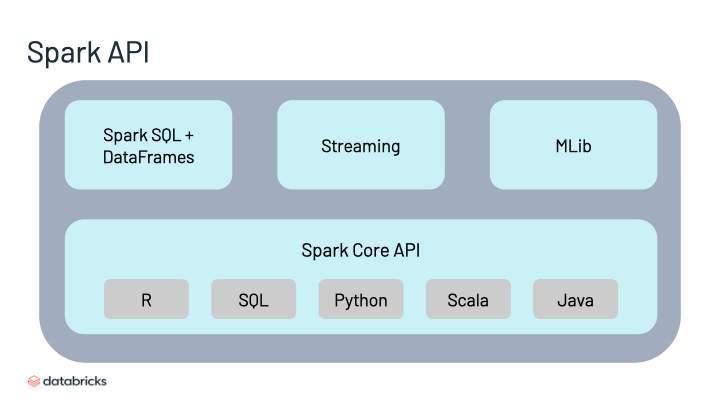 Spark API
Spark SQL +
DataFrames
Streaming
MLib
Spark Core API
R
SQL
Python
Scala
Java
databricks